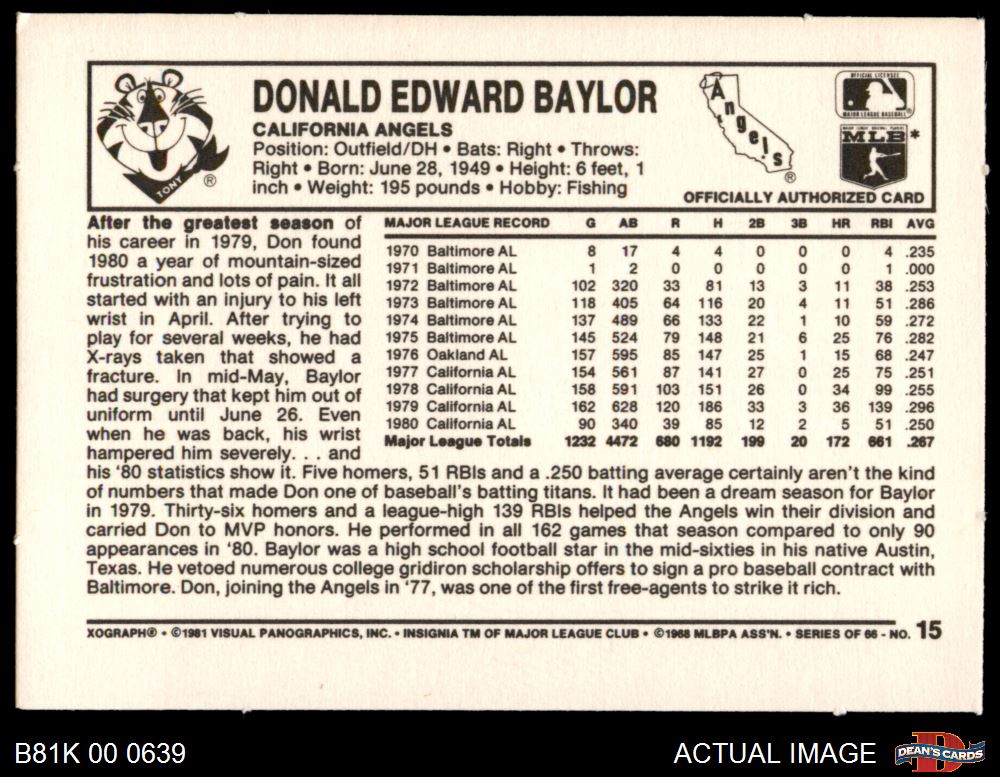 TONY ®
DONALD EDWARD BAYLOR
CALIFORNIA ANGELS
Position: Outfield/DH • Bats: Right • Throws:
Right • Born: June 28, 1949 • Height: 6 feet, 1
inch • Weight: 195 pounds • Hobby: Fishing
Angels ®
OFFICIAL LICENSEE
MAJOR LEAGUE BASEBALL
MLB *
OFFICIALLY AUTHORIZED CARD
After the greatest season of
his career in 1979, Don found
1980 a year of mountain-sized
frustration and lots of pain. It all
started with an injury to his left
wrist in April. After trying to
play for several weeks, he had
X-rays taken that showed a
fracture. In mid-May, Baylor
had surgery that kept him out of
uniform until June 26. Even
when he was back, his wrist
hampered him severely. . . and
MAJOR LEAGUE RECORD G AB R H 2B 3B HR RBI AVG
1970 Baltimore AL 8 17 4 4 0 0 0 4 .235
1971 Baltimore AL 1 2 0 0 0 0 0 1 .000
1972 Baltimore AL 102 320 33 81 13 3 11 38 .253
1973 Baltimore AL 118 405 64 116 20 4 11 51 .286
1974 Baltimore AL 137 489 66 133 22 1 10 59 .272
1975 Baltimore AL 145 524 79 148 21 6 25 76 .282
1976 Oakland AL 157 595 85 147 25 1 15 68 .247
1977 California AL 154 561 87 141 27 0 25 75 .251
1978 California AL 158 591 103 151 26 0 34 99 .255
1979 California AL 162 628 120 186 33 3 36 139 .296
1980 California AL 90 340 39 85 12 2 5 51 .250
Major League Totals 1232 4472 680 1192 199 20 172 661 .267
his '80 statistics show it. Five homers, 51 RBIs and a .250 batting average certainly aren't the kind
of numbers that made Don one of baseball's batting titans. It had been a dream season for Baylor
in 1979. Thirty-six homers and a league-high 139 RBIs helped the Angels win their division and
carried Don to MVP honors. He performed in all 162 games that season compared to only 90
appearances in '80. Baylor was a high school football star in the mid-sixties in his native Austin,
Texas. He vetoed numerous college gridiron scholarship offers to sign a pro baseball contract with
Baltimore. Don, joining the Angels in '77, was one of the first free-agents to strike it rich.
XOGRAPH® • ©1981 VISUAL PANOGRAPHICS, INC. • INSIGNIA TM OF MAJOR LEAGUE CLUB • ©1968 MLBPA ASS'N. • SERIES OF 66 - NO. 15
B81K 00 0639
ACTUAL IMAGE
DEAN'S CARDS